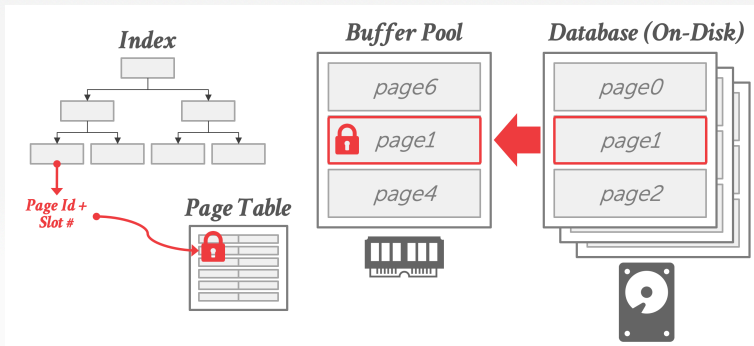 Index
Page Id +
Slot #
Page Table
Buffer Pool
page6
page1
page4
Database (On-Disk)
page0
page1
page2